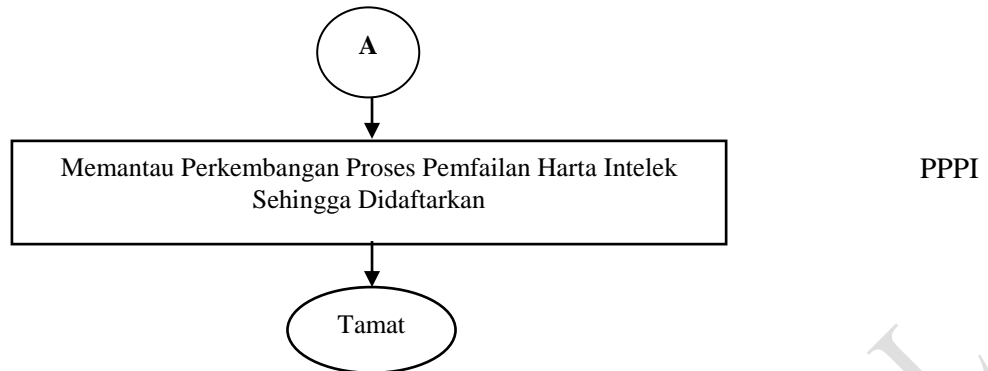 A
Memantau Perkembangan Proses Pemfailan Harta Intelek
Sehingga Didaftarkan
PPPI
Tamat
L